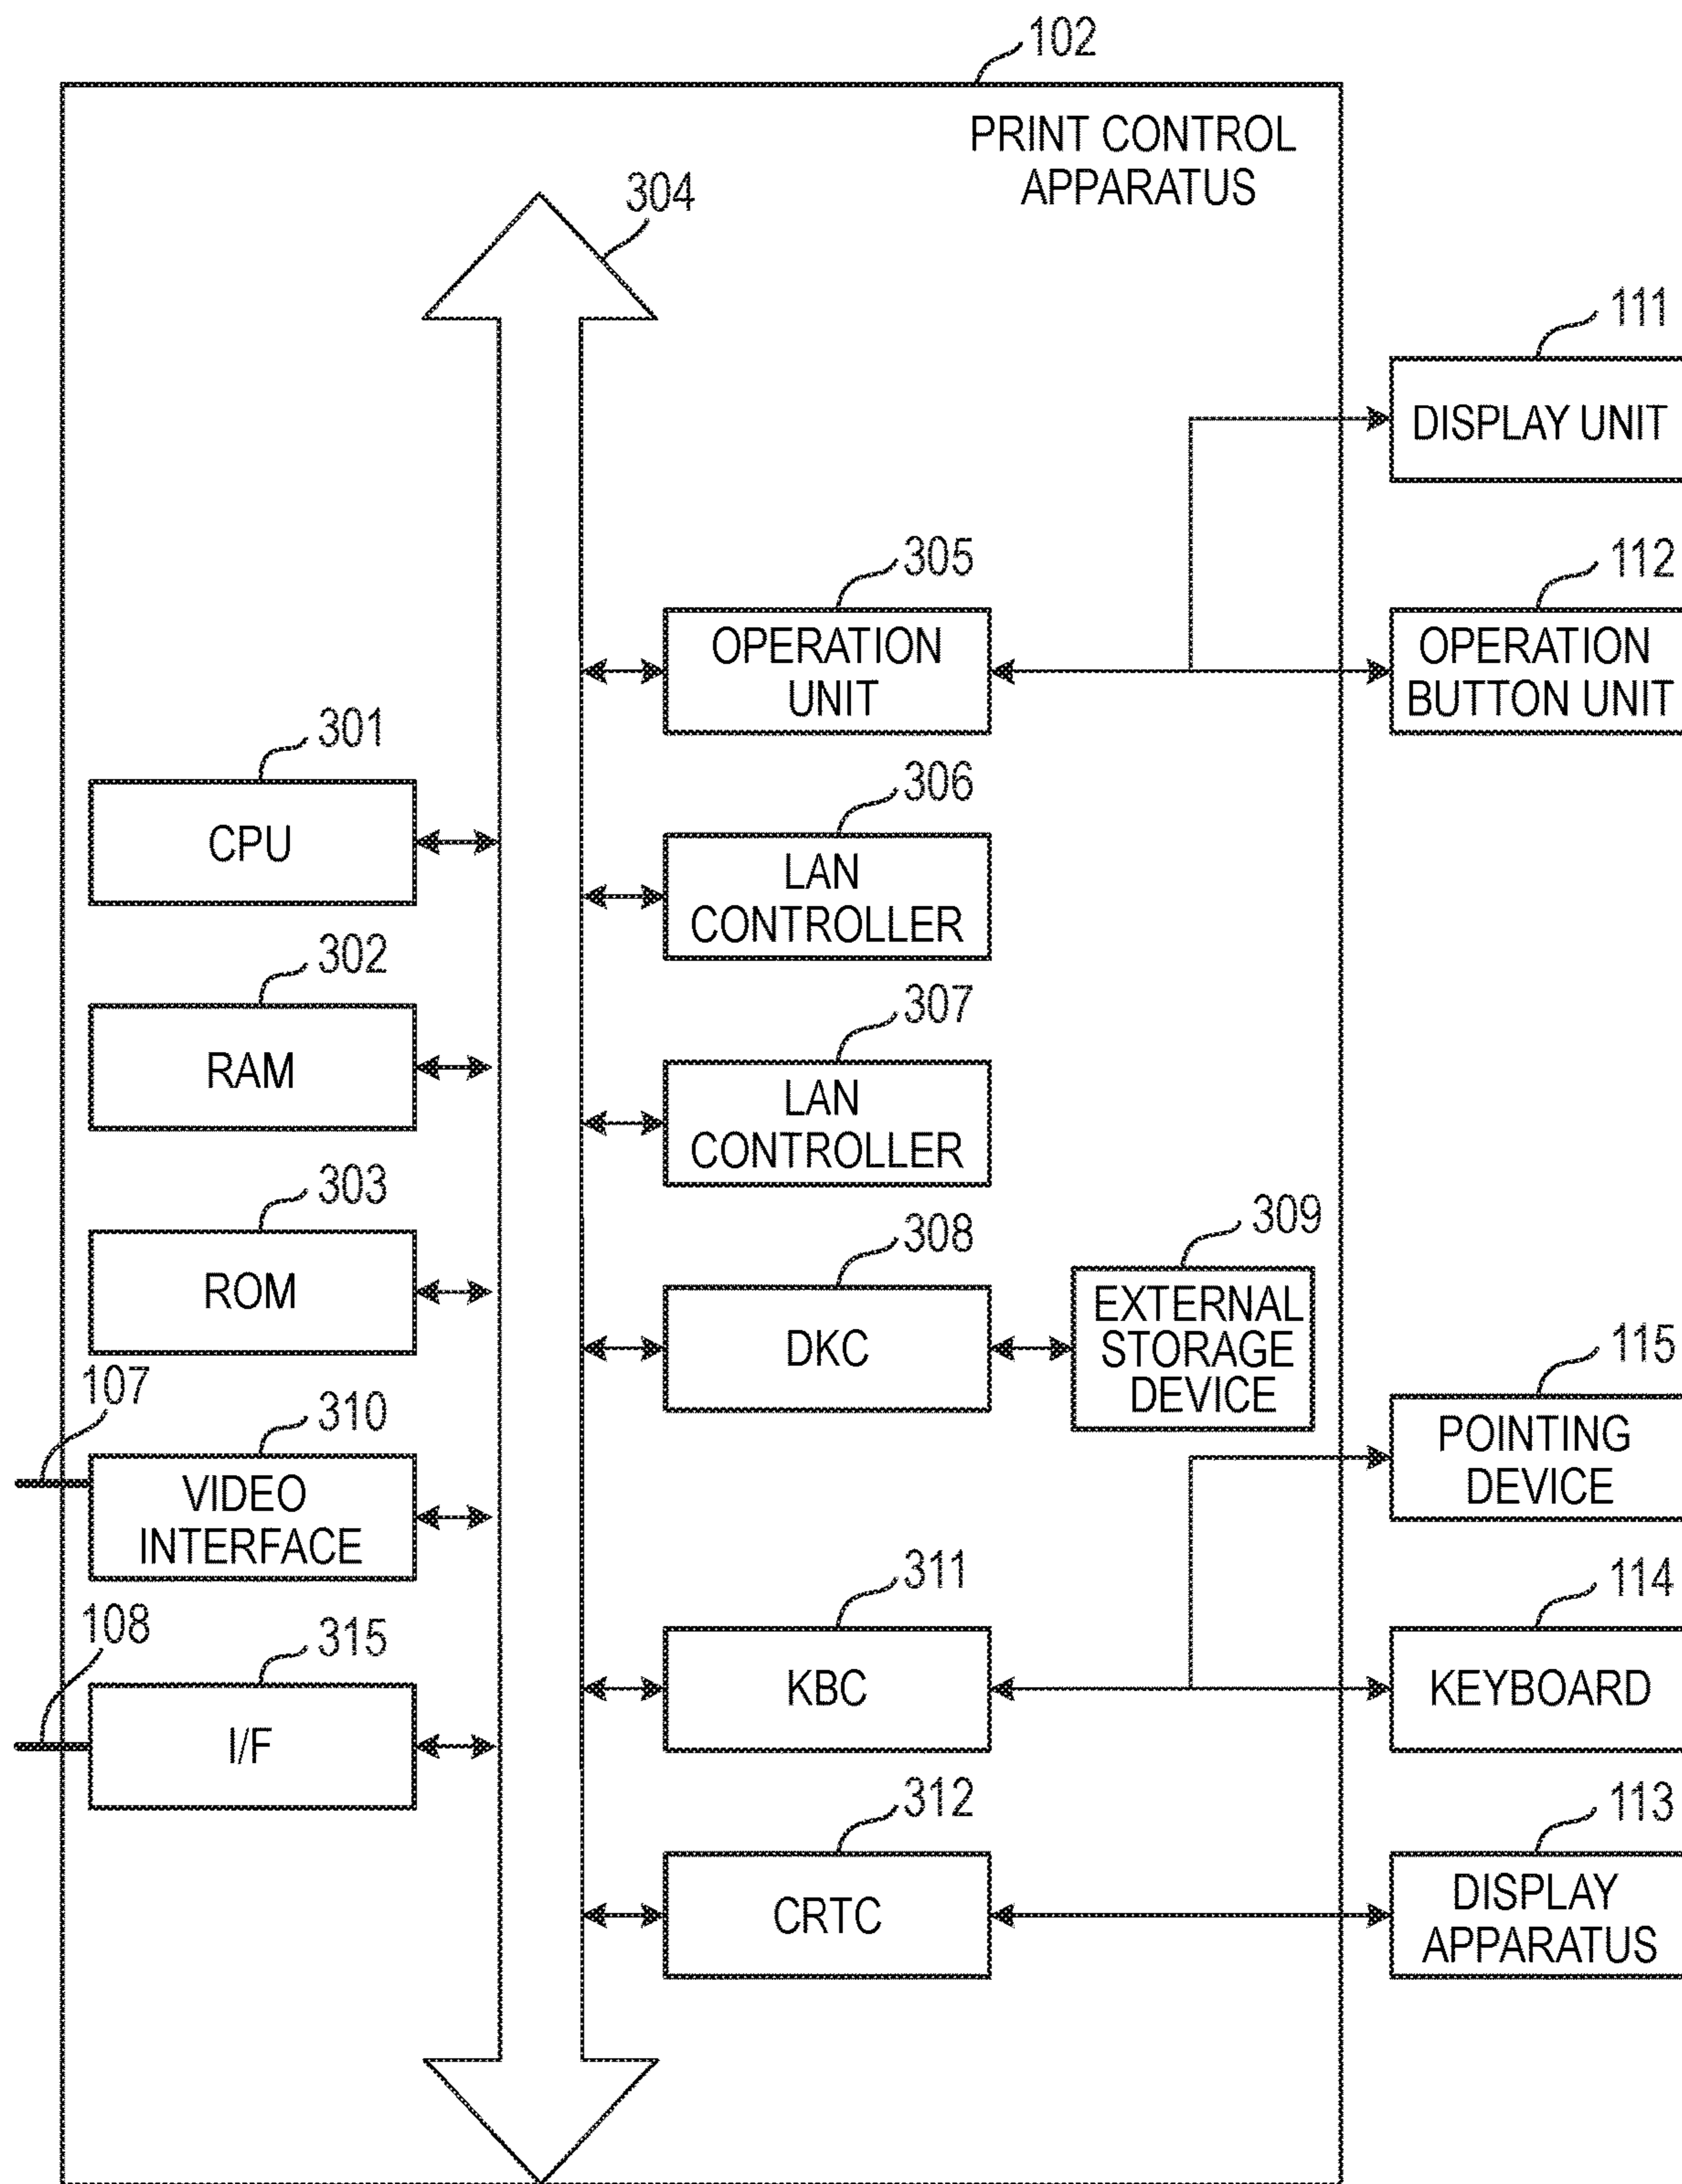 102
PRINT CONTROL
APPARATUS
304
111
DISPLAY UNIT
305
OPERATION
UNIT
112
OPERATION
BUTTON UNIT
301
CPU
306
LAN
CONTROLLER
302
RAM
307
LAN
CONTROLLER
303
ROM
308
DKC
309
EXTERNAL
STORAGE
DEVICE
115
POINTING
DEVICE
107
310
VIDEO
INTERFACE
311
KBC
114
KEYBOARD
108
315
I/F
312
CRTC
113
DISPLAY
APPARATUS